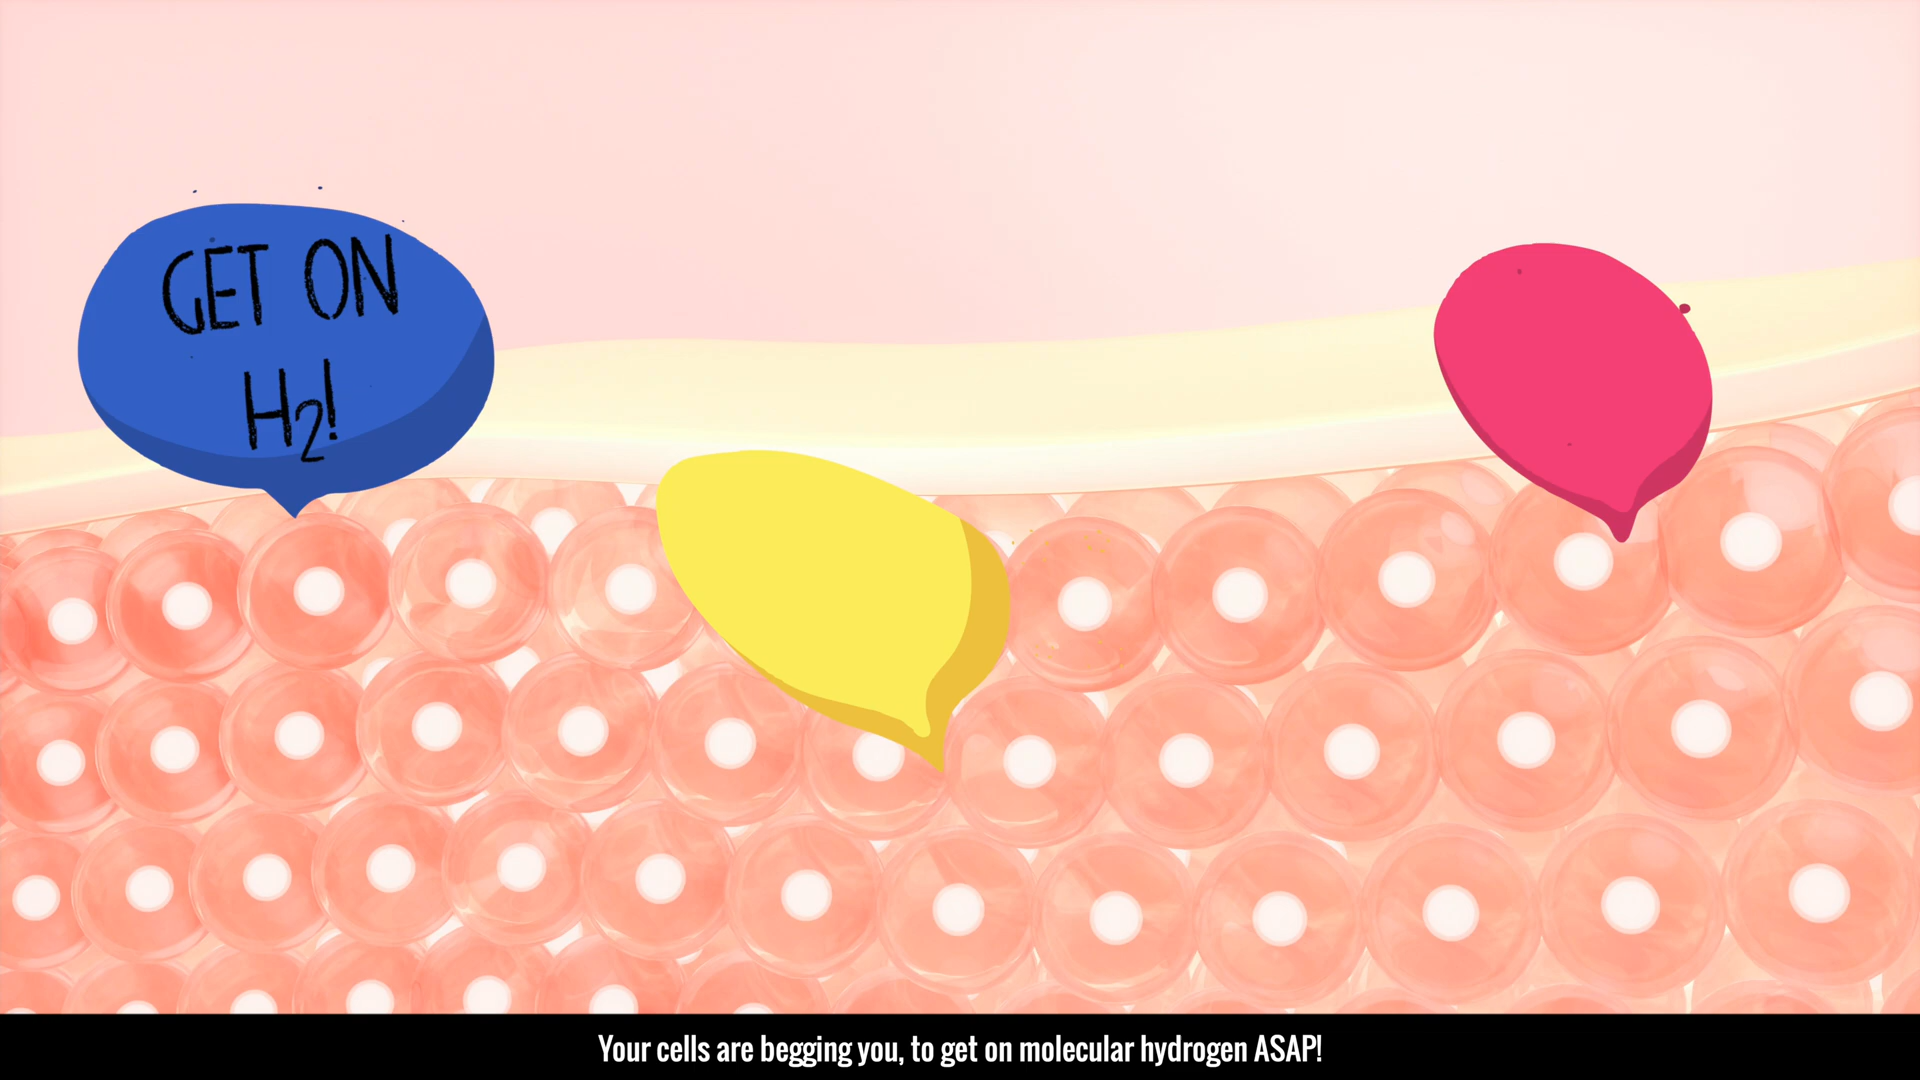 GET ON
H₂!
Your cells are begging you, to get on molecular hydrogen ASAP!